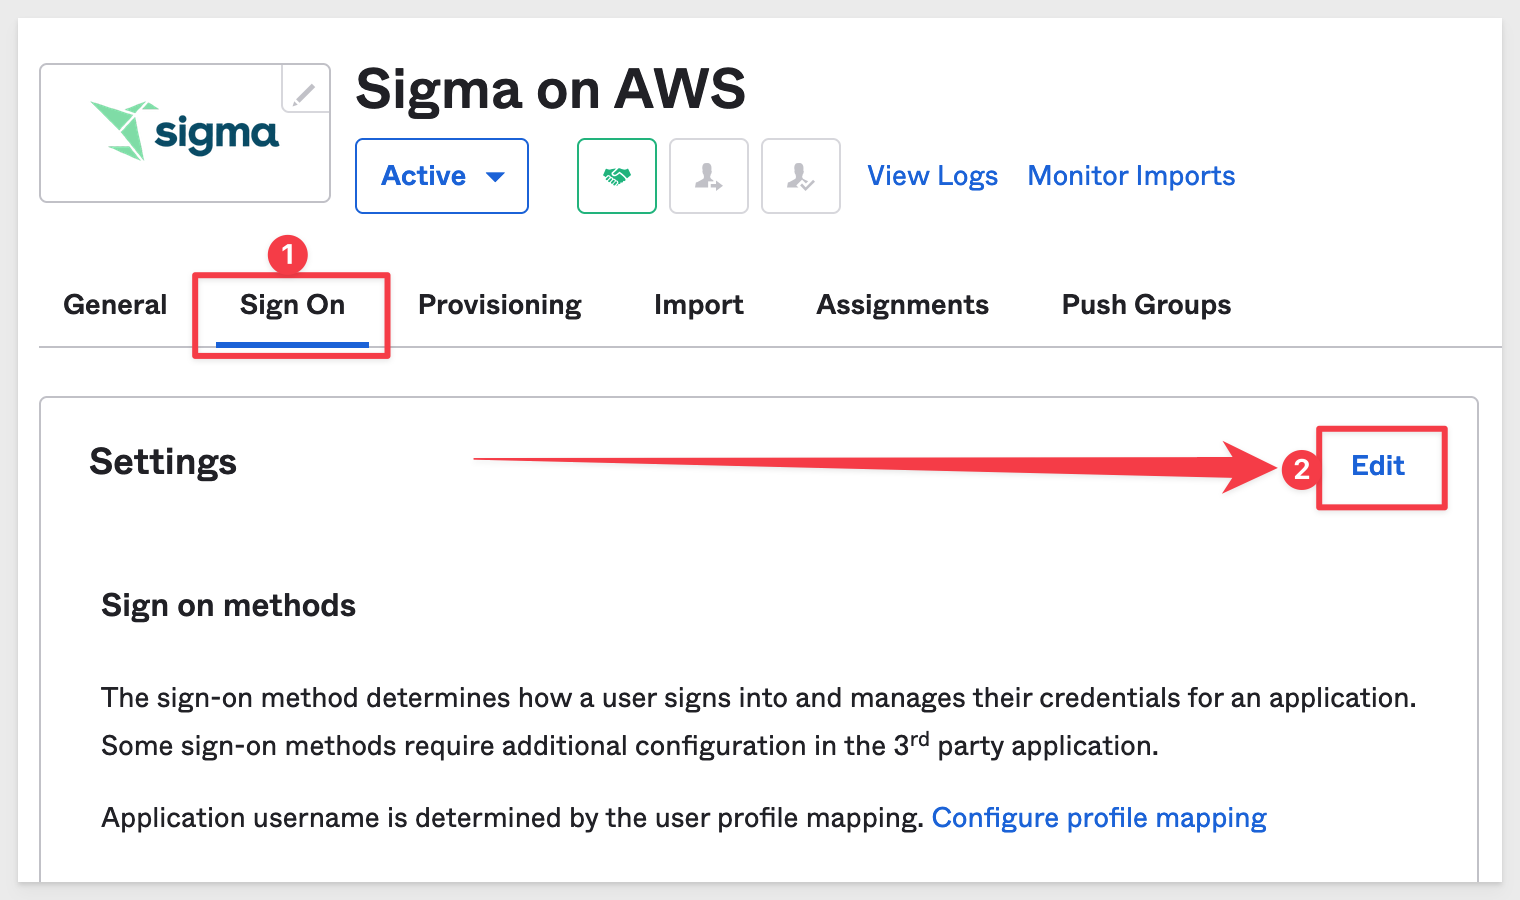 sigma
Sigma on AWS
Active
View Logs
Monitor Imports
1
General
Sign On
Provisioning
Import
Assignments
Push Groups
Settings
2
Edit
Sign on methods
The sign-on method determines how a user signs into and manages their credentials for an application.
Some sign-on methods require additional configuration in the 3rd party application.
Application username is determined by the user profile mapping. Configure profile mapping